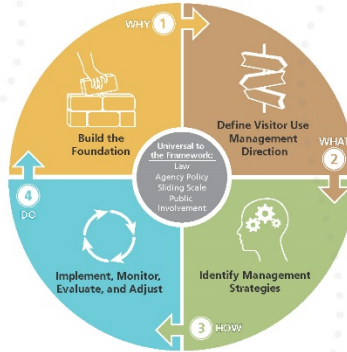 WHY 1
Build the
Foundation
Define Visitor Use
Management
Direction
WHAT
2
Universal to
the Framework:
Law
Agency Policy
Sliding Scale
Public
Involvement
4
DO
Implement, Monitor,
Evaluate, and Adjust
Identify Management
Strategies
3 HOW